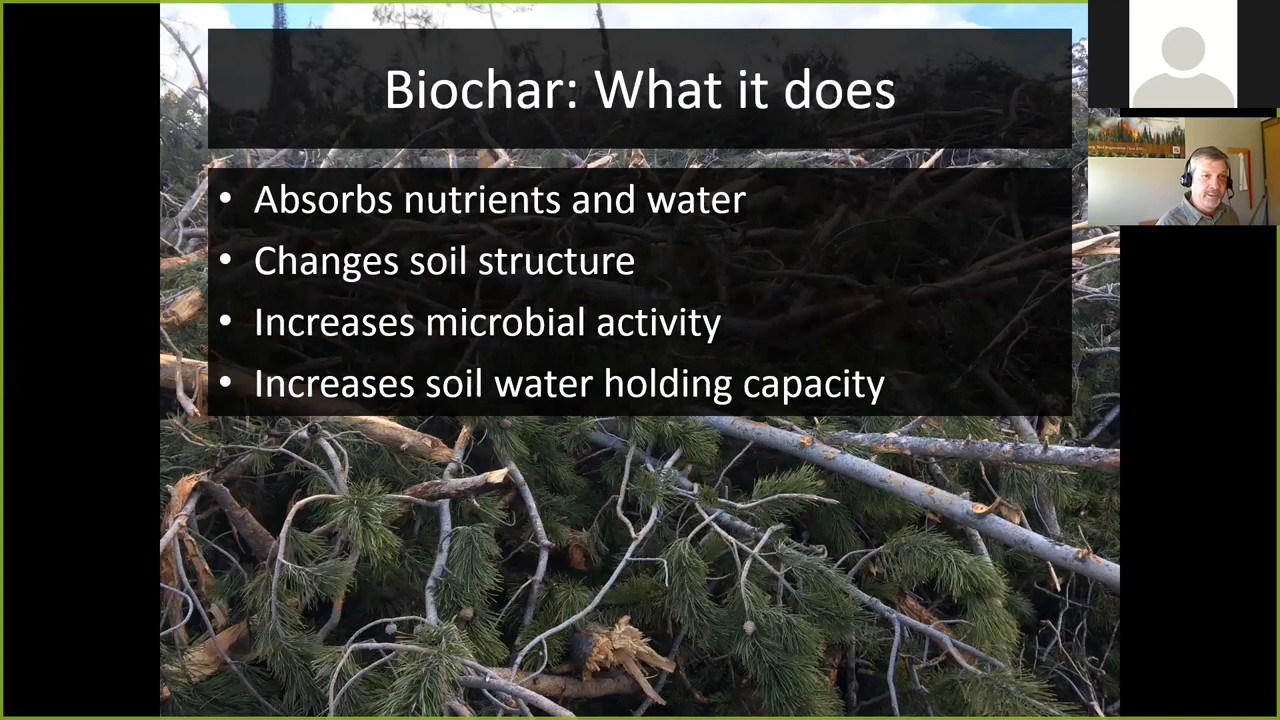 Biochar: What it does
• Absorbs nutrients and water
• Changes soil structure
• Increases microbial activity
• Increases soil water holding capacity